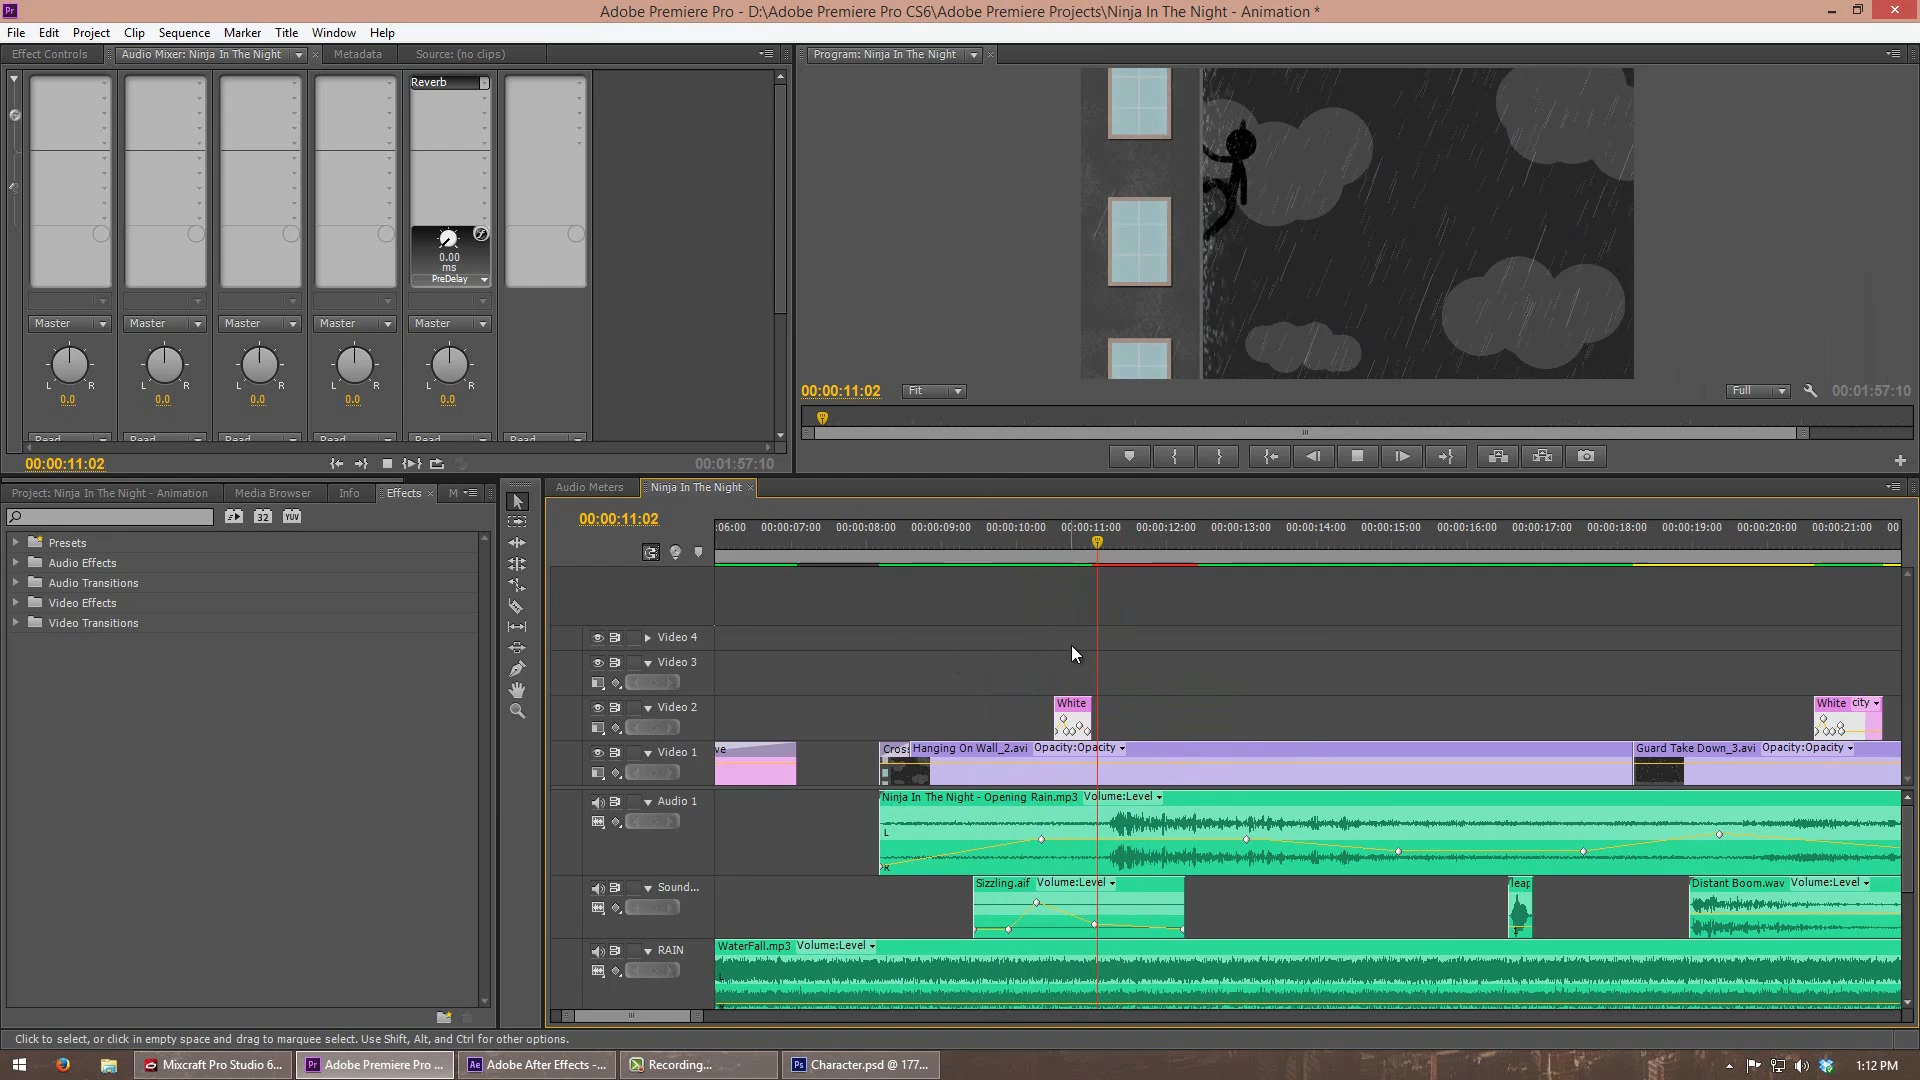 Adobe Premiere Pro - D:\Adobe Premiere Pro CS6\Adobe Premiere Projects\Ninja In The Night - Animation *
File Edit Project Clip Sequence Marker Title Window Help
Effect Controls Audio Mixer: Ninja In The Night Metadata Source: (no clips)
Program: Ninja In The Night
Reverb
0.00
ms
PreDelay
Master Master Master Master Master
L R L R L R L R L R
0.0 0.0 0.0 0.0 0.0
Read Read Read Read Read Read
00:00:11:02 00:01:57:10
00:00:11:02 Fit Full 00:01:57:10
Project: Ninja In The Night - Animation Media Browser Info Effects M
32 YUV
Presets
Audio Effects
Audio Transitions
Video Effects
Video Transitions
Audio Meters Ninja In The Night
00:00:11:02
:06:00 00:00:07:00 00:00:08:00 00:00:09:00 00:00:10:00 00:00:11:00 00:00:12:00 00:00:13:00 00:00:14:00 00:00:15:00 00:00:16:00 00:00:17:00 00:00:18:00 00:00:19:00 00:00:20:00 00:00:21:00 00
Video 4
Video 3
Video 2 White White city
Video 1 ve Cross Hanging On Wall_2.avi Opacity:Opacity Guard Take Down_3.avi Opacity:Opacity
Audio 1 Ninja In The Night - Opening Rain.mp3 Volume:Level
L
R
Sound... Sizzling.aif Volume:Level leap Distant Boom.wav Volume:Level
RAIN WaterFall.mp3 Volume:Level
L
Click to select, or click in empty space and drag to marquee select. Use Shift, Alt, and Ctrl for other options.
Mixcraft Pro Studio 6... Pr Adobe Premiere Pro ... Ae Adobe After Effects -... Recording... Ps Character.psd @ 177... 1:12 PM